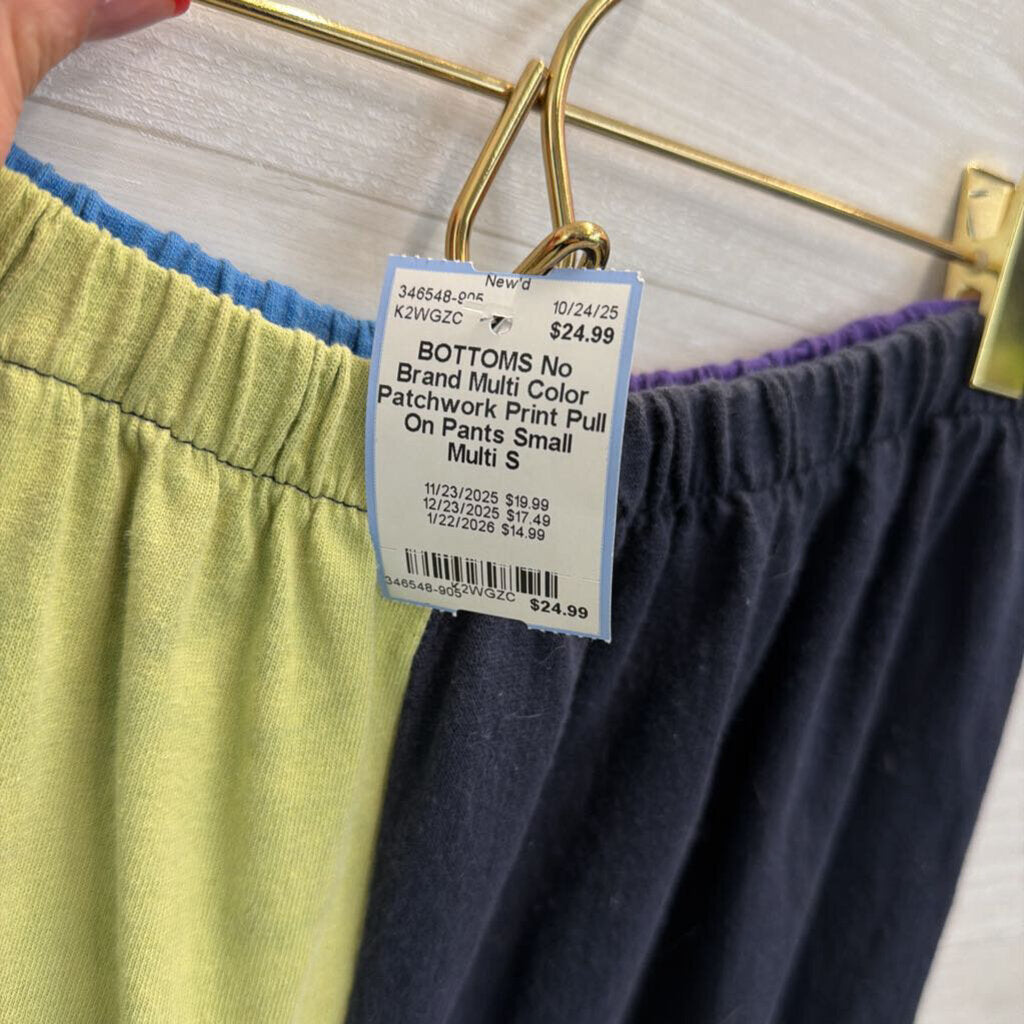 New'd
346548-905 10/24/25
K2WGZC $24.99
BOTTOMS No
Brand Multi Color
Patchwork Print Pull
On Pants Small
Multi S
11/23/2025 $19.99
12/23/2025 $17.49
1/22/2026 $14.99
346548-905 K2WGZC $24.99